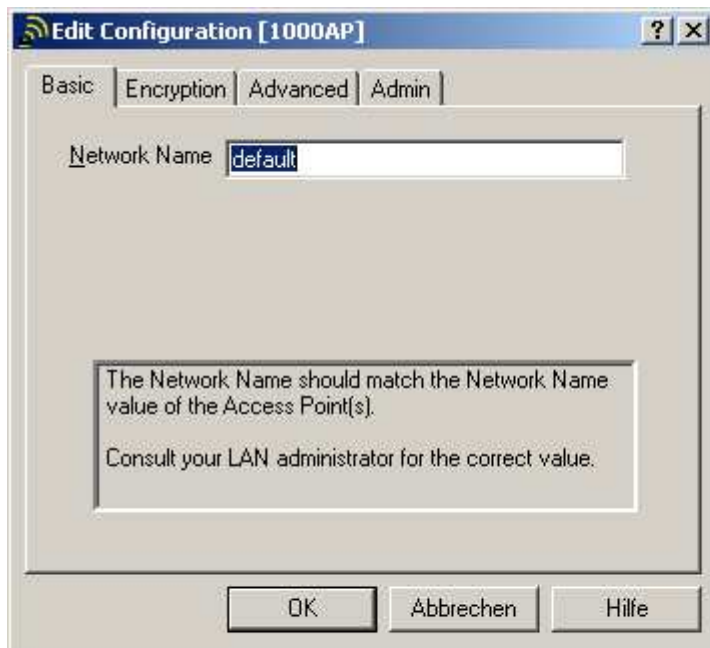 Edit Configuration [1000AP]
? ×
Basic Encryption Advanced Admin
Network Name default
The Network Name should match the Network Name
value of the Access Point(s).
Consult your LAN administrator for the correct value.
OK Abbrechen Hilfe